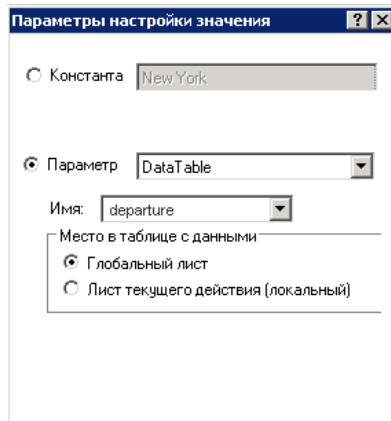 Параметры настройки значения
Константа New York
Параметр DataTable
Имя: departure
Место в таблице с данными
Глобальный лист
Лист текущего действия (локальный)